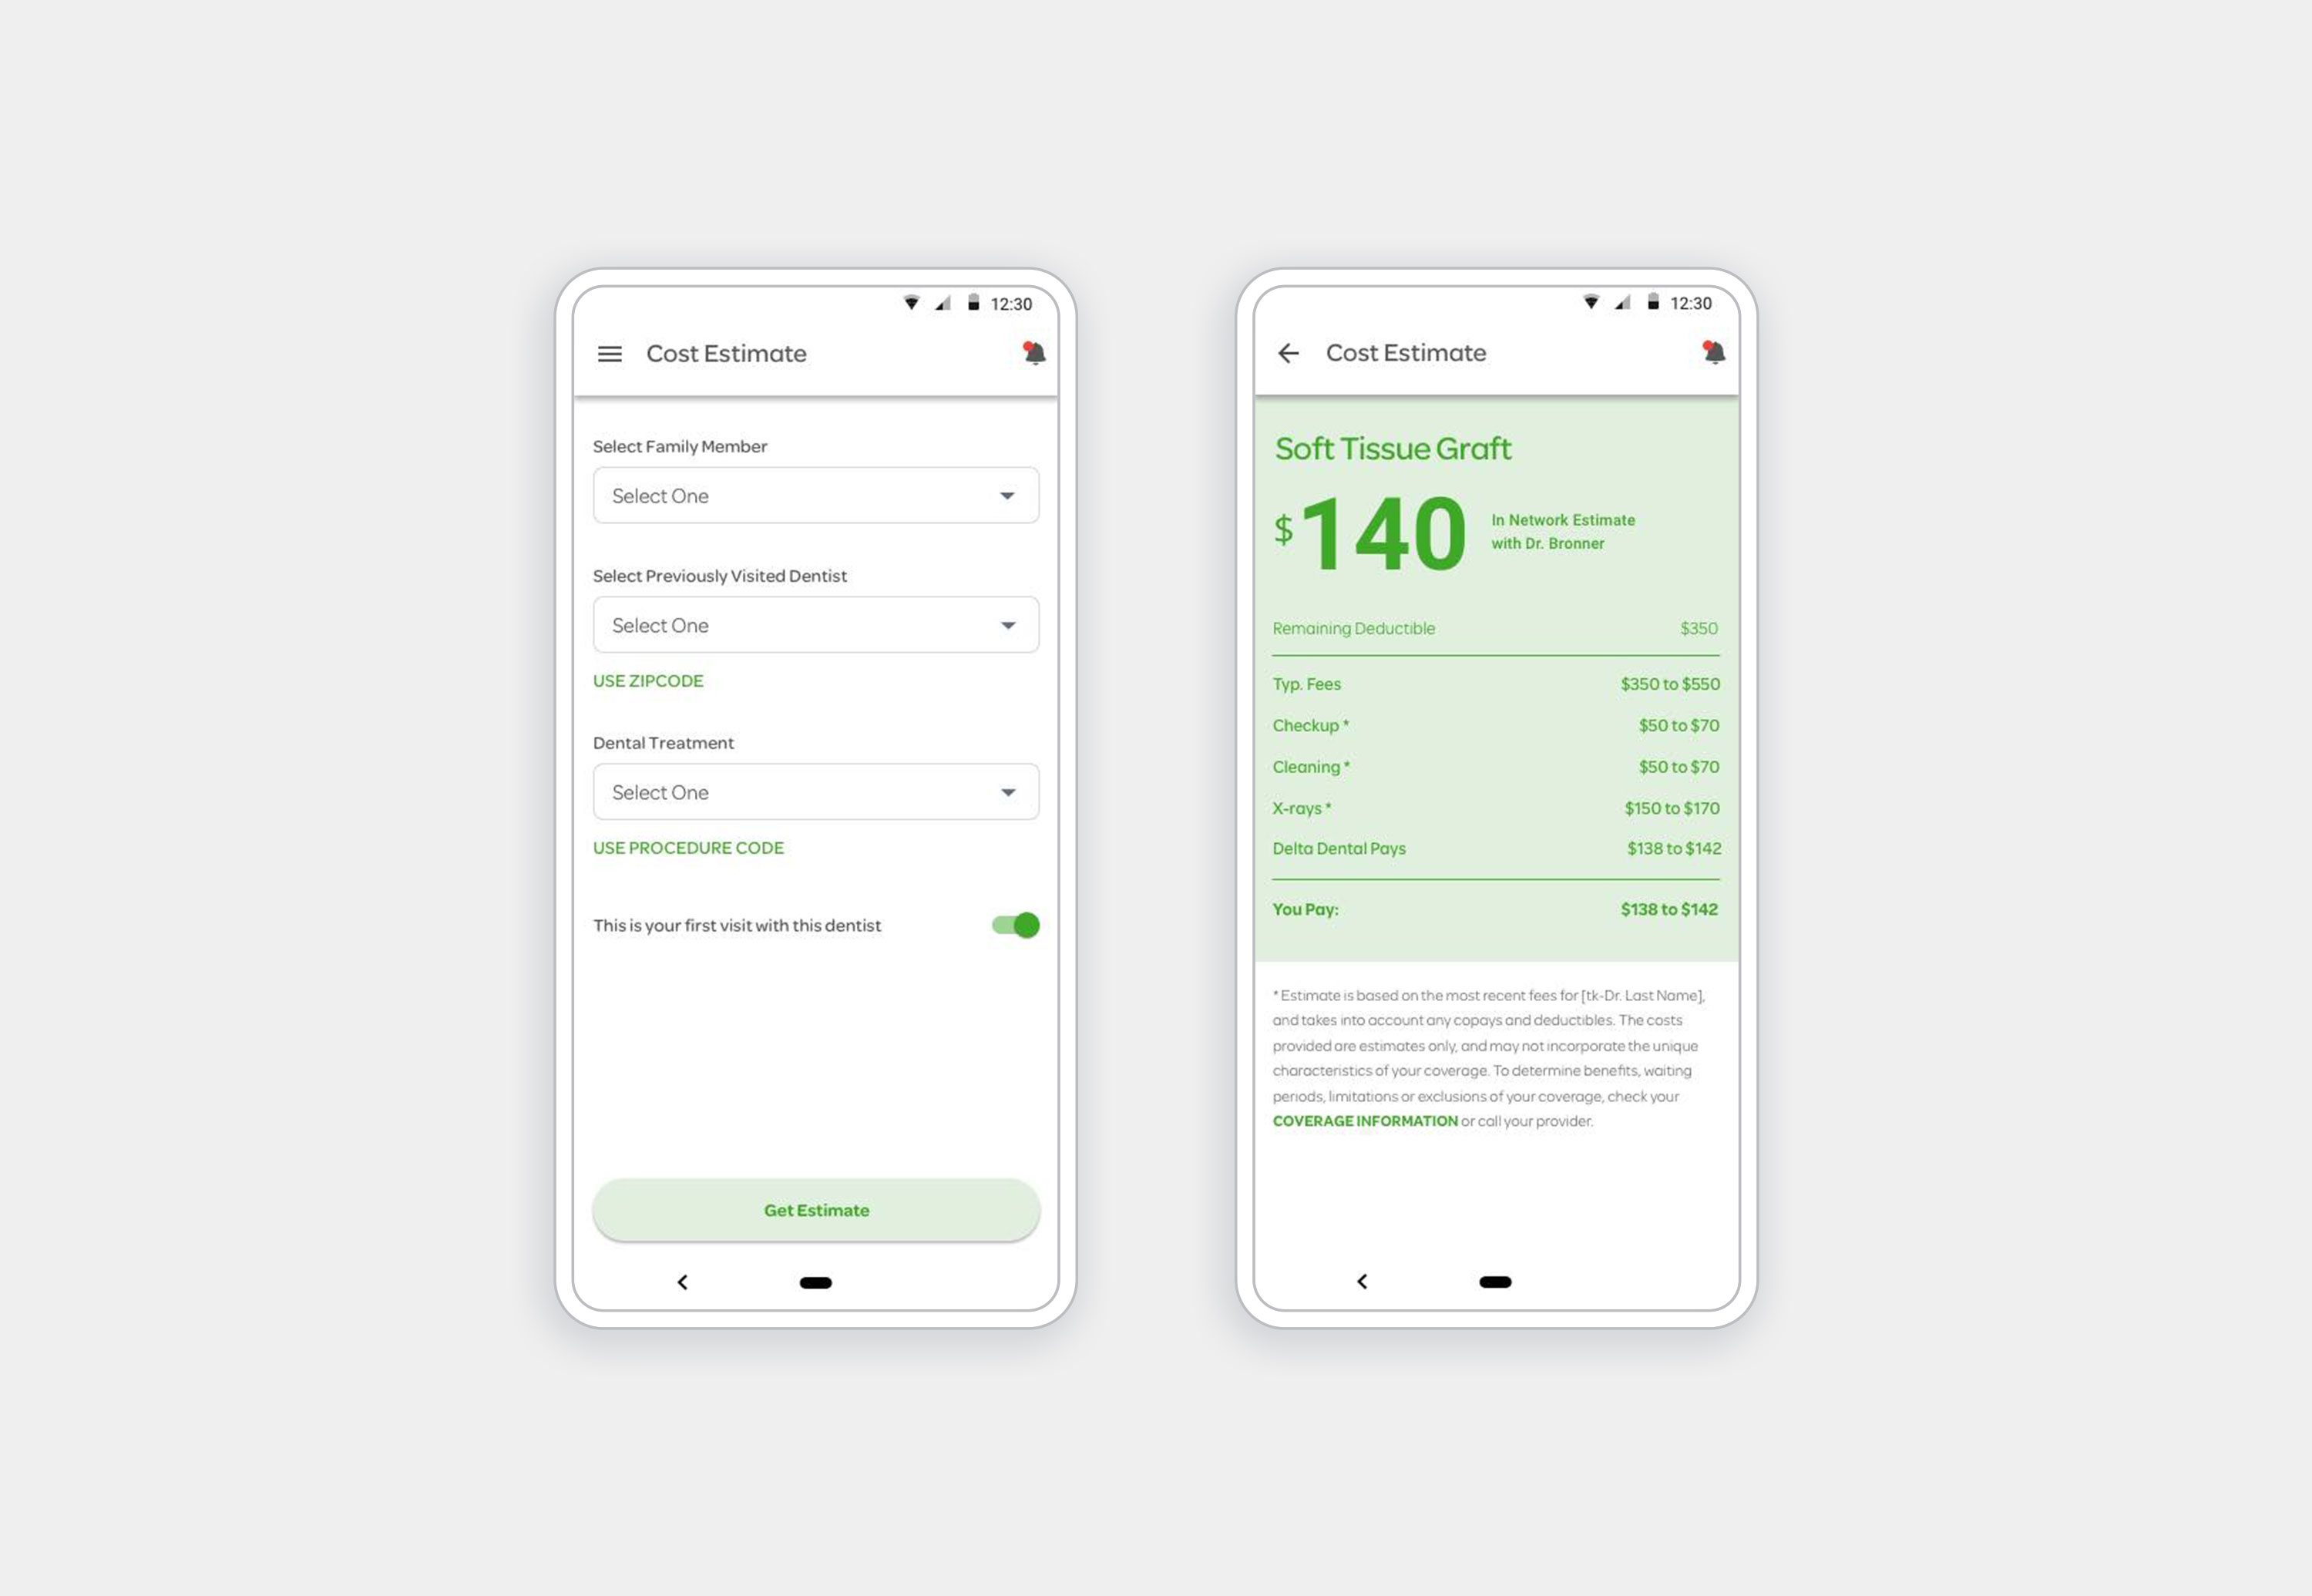 12:30
Cost Estimate
Select Family Member
Select One
Select Previously Visited Dentist
Select One
USE ZIPCODE
Dental Treatment
Select One
USE PROCEDURE CODE
This is your first visit with this dentist
Get Estimate
12:30
Cost Estimate
Soft Tissue Graft
$140
In Network Estimate
with Dr. Bronner
Remaining Deductible $350
Typ. Fees $350 to $550
Checkup * $50 to $70
Cleaning * $50 to $70
X-rays * $150 to $170
Delta Dental Pays $138 to $142
You Pay: $138 to $142
* Estimate is based on the most recent fees for [tk-Dr. Last Name],
and takes into account any copays and deductibles. The costs
provided are estimates only, and may not incorporate the unique
characteristics of your coverage. To determine benefits, waiting
periods, limitations or exclusions of your coverage, check your
COVERAGE INFORMATION or call your provider.